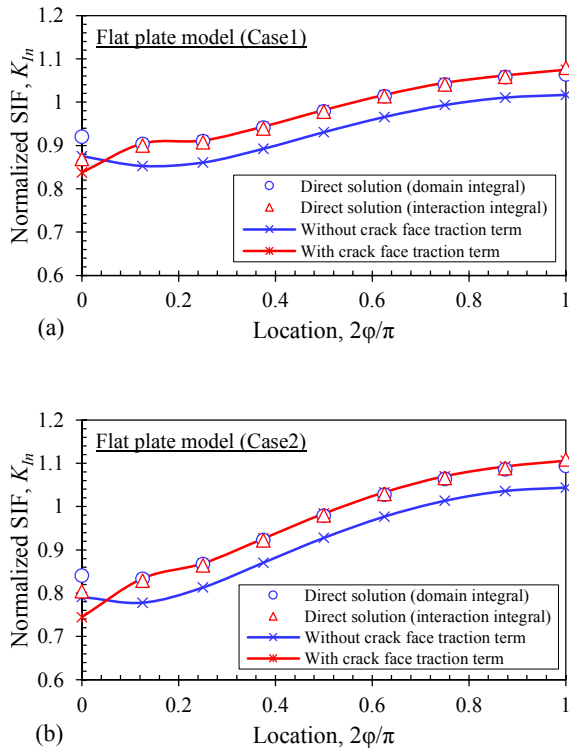 1.2
Flat plate model (Case1)
1.1
1
0.9
0.8
0.7
0.6
Normalized SIF, K_In
Direct solution (domain integral)
Direct solution (interaction integral)
Without crack face traction term
With crack face traction term
0 0.2 0.4 0.6 0.8 1
(a) Location, 2φ/π
1.2
Flat plate model (Case2)
1.1
1
0.9
0.8
0.7
0.6
Normalized SIF, K_In
Direct solution (domain integral)
Direct solution (interaction integral)
Without crack face traction term
With crack face traction term
0 0.2 0.4 0.6 0.8 1
(b) Location, 2φ/π